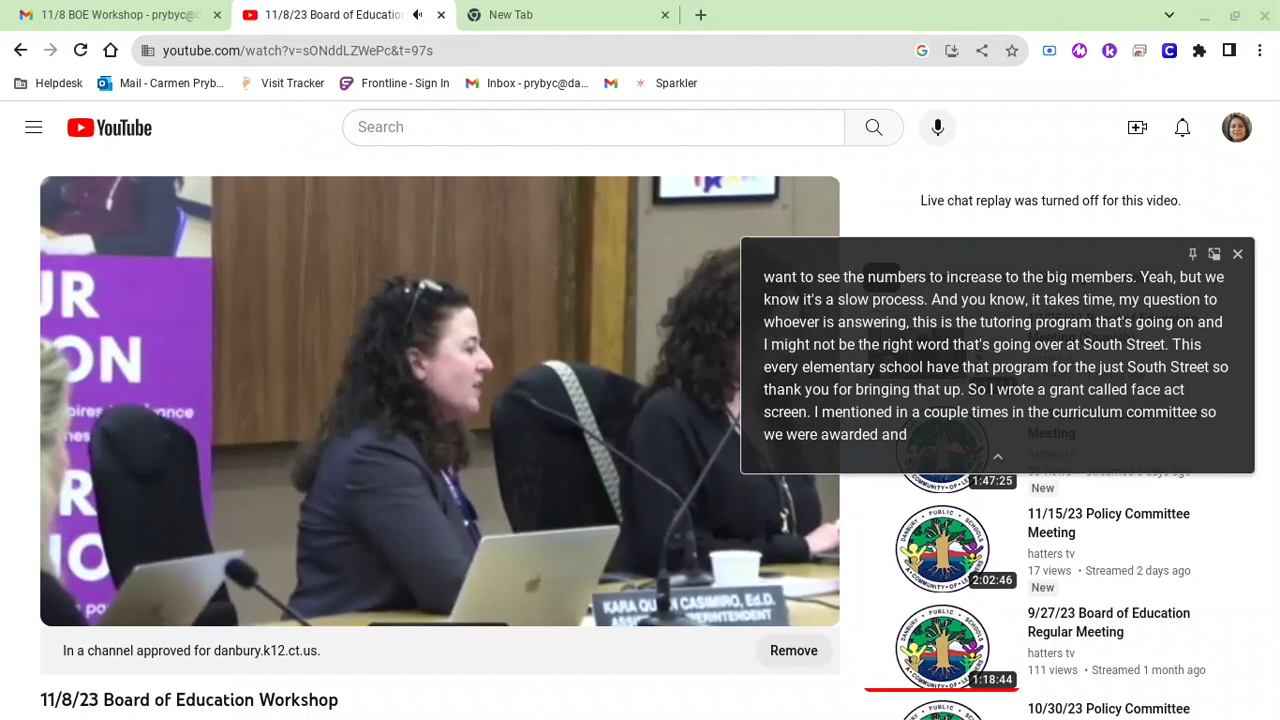 11/8 BOE Workshop - prybyc@d
11/8/23 Board of Education
New Tab
youtube.com/watch?v=sONddLZWePc&t=97s
Helpdesk
Mail - Carmen Pryb...
Visit Tracker
Frontline - Sign In
Inbox - prybyc@da...
Sparkler
YouTube
Search
Live chat replay was turned off for this video.
UR
ON
want to see the numbers to increase to the big members. Yeah, but we
know it's a slow process. And you know, it takes time, my question to
whoever is answering, this is the tutoring program that's going on and
I might not be the right word that's going over at South Street. This
every elementary school have that program for the just South Street so
thank you for bringing that up. So I wrote a grant called face act
screen. I mentioned in a couple times in the curriculum committee so
we were awarded and
Meeting
hatters tv
1:47:25
New
KARA QUINN CASIMIRO, Ed.D.
11/15/23 Policy Committee
Meeting
hatters tv
17 views • Streamed 2 days ago
New
2:02:46
9/27/23 Board of Education
Regular Meeting
hatters tv
111 views • Streamed 1 month ago
1:18:44
10/30/23 Policy Committee
In a channel approved for danbury.k12.ct.us.
Remove
11/8/23 Board of Education Workshop